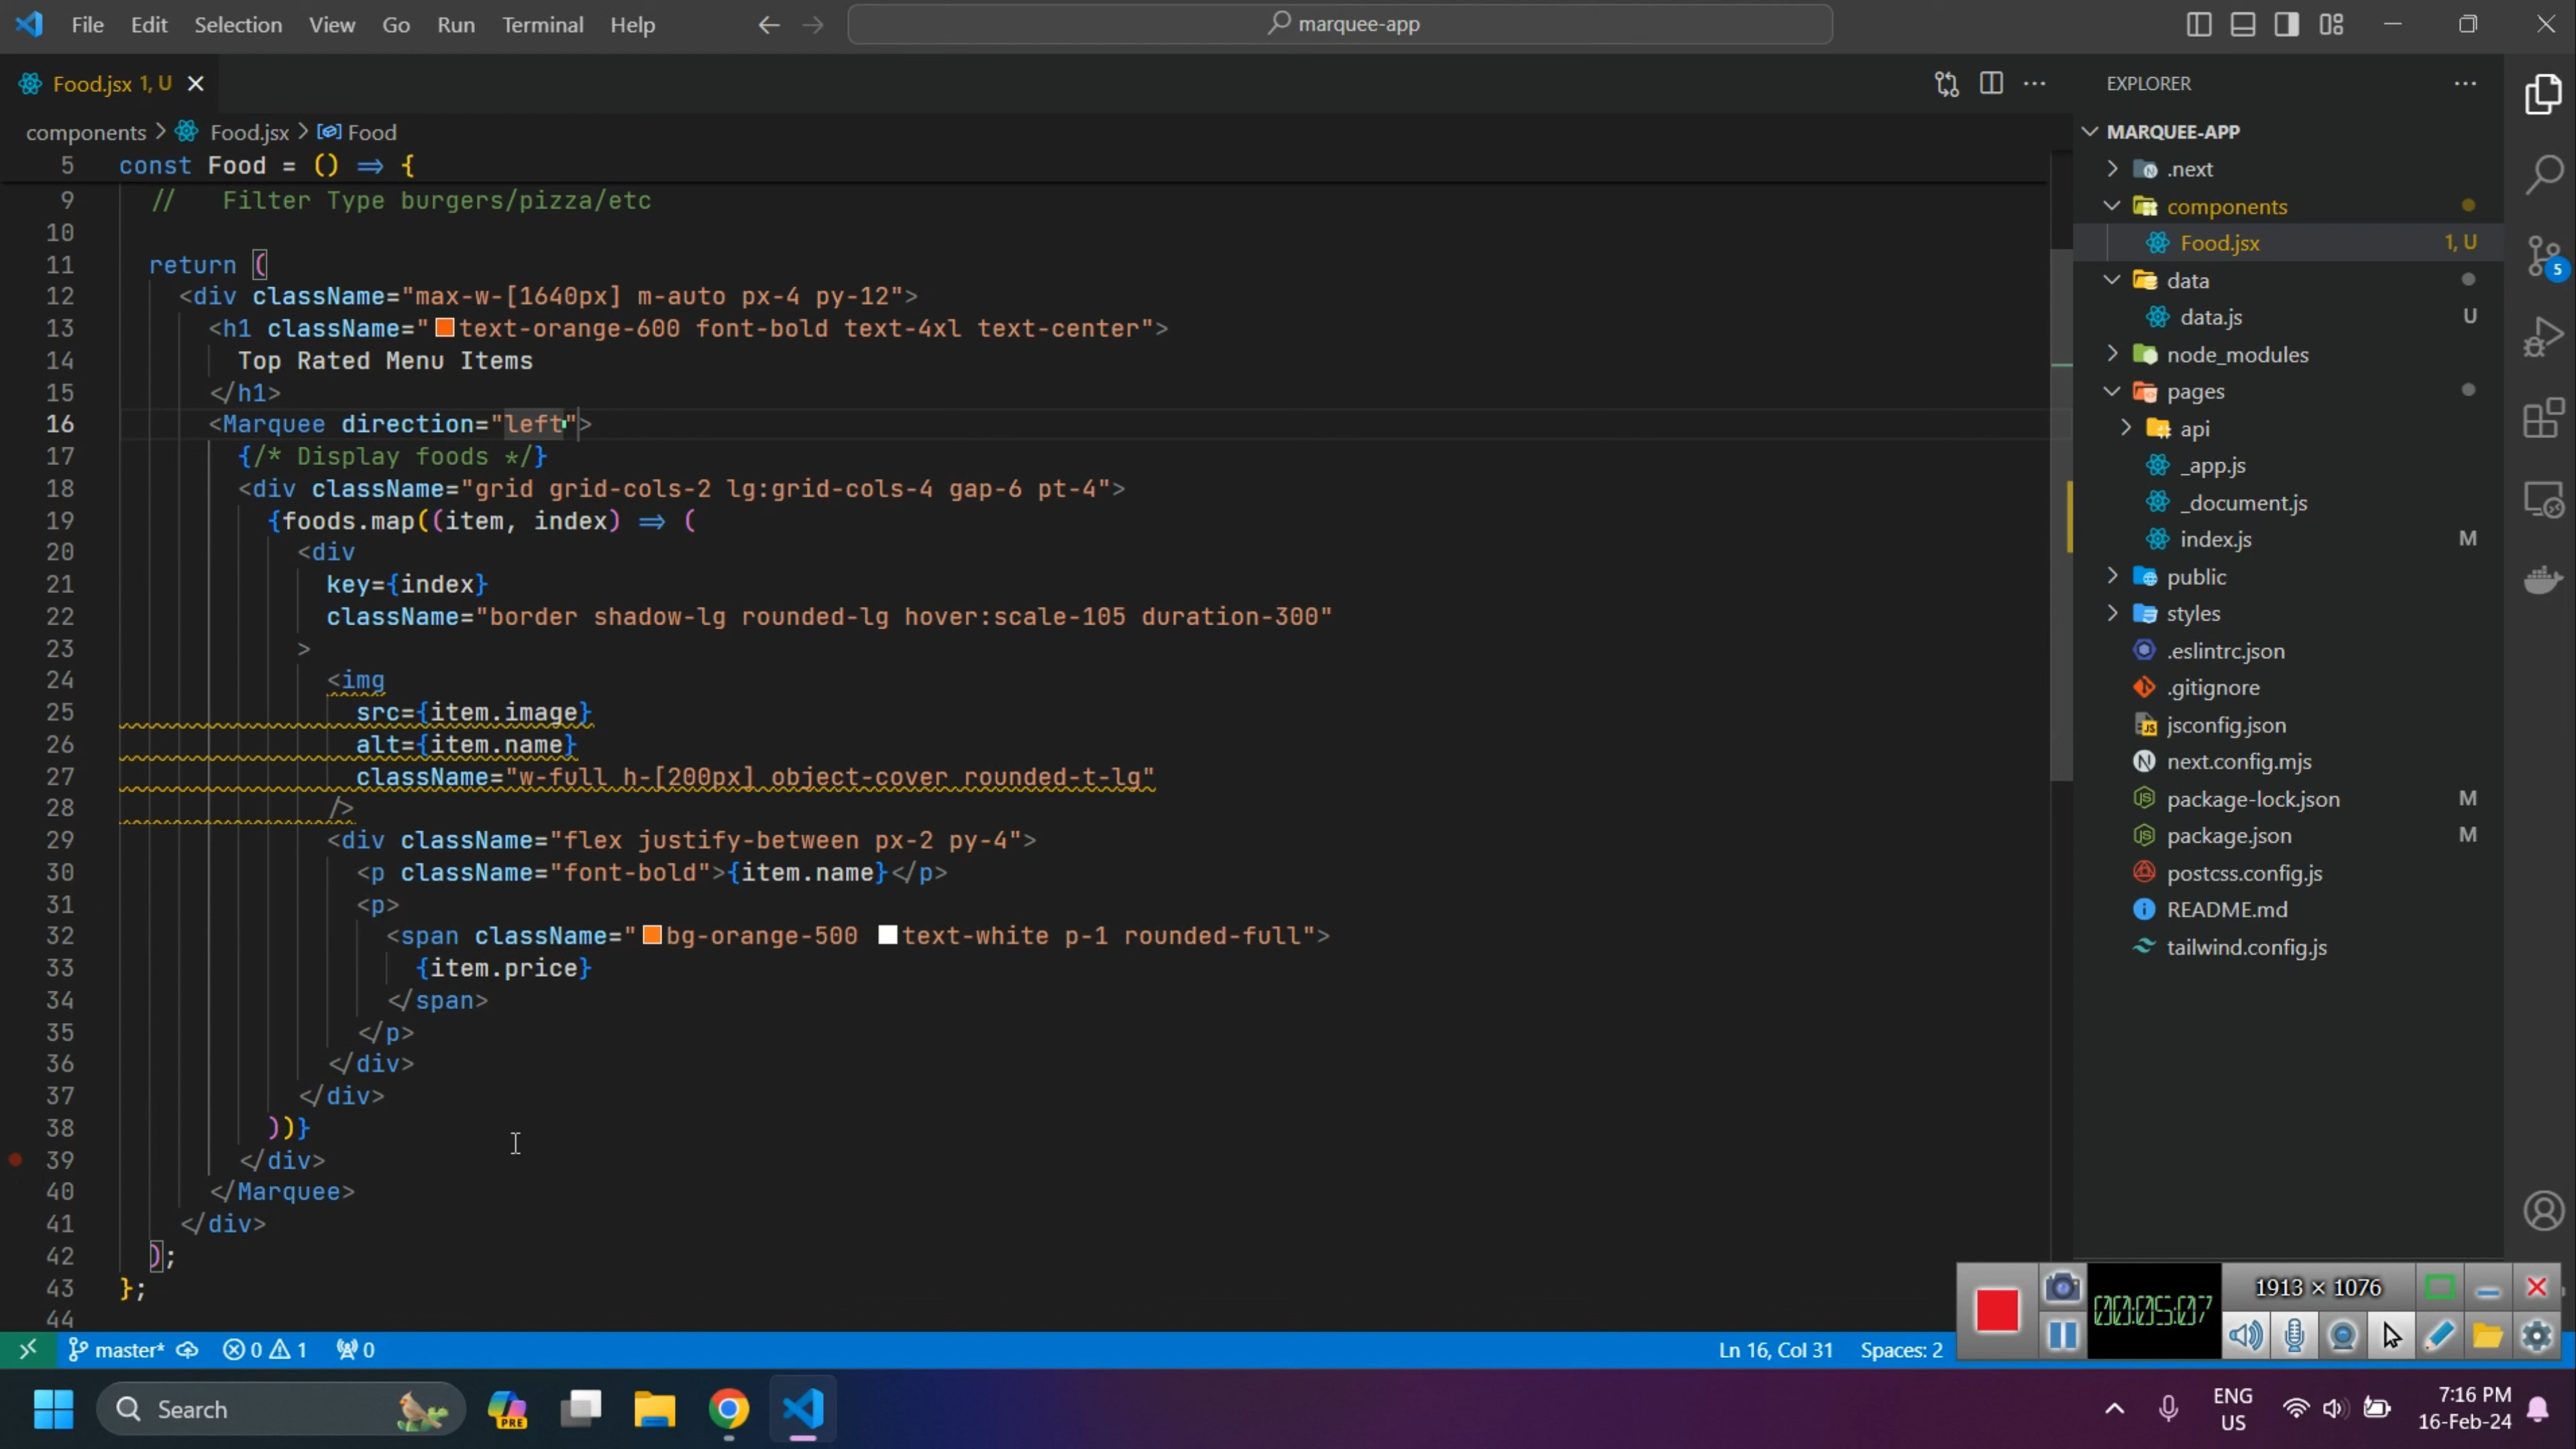 File Edit Selection View Go Run Terminal Help
marquee-app
Food.jsx 1, U
components > Food.jsx > Food
5 const Food = () => {
9 // Filter Type burgers/pizza/etc
10
11 return (
12 <div className="max-w-[1640px] m-auto px-4 py-12">
13 <h1 className="text-orange-600 font-bold text-4xl text-center">
14 Top Rated Menu Items
15 </h1>
16 <Marquee direction="left">
17 {/* Display foods */}
18 <div className="grid grid-cols-2 lg:grid-cols-4 gap-6 pt-4">
19 {foods.map((item, index) => (
20 <div
21 key={index}
22 className="border shadow-lg rounded-lg hover:scale-105 duration-300"
23 >
24 <img
25 src={item.image}
26 alt={item.name}
27 className="w-full h-[200px] object-cover rounded-t-lg"
28 />
29 <div className="flex justify-between px-2 py-4">
30 <p className="font-bold">{item.name}</p>
31 <p>
32 <span className="bg-orange-500 text-white p-1 rounded-full">
33 {item.price}
34 </span>
35 </p>
36 </div>
37 </div>
38 ))}
39 </div>
40 </Marquee>
41 </div>
42 );
43 };
44
EXPLORER
MARQUEE-APP
.next
components
Food.jsx 1, U
data
data.js U
node_modules
pages
api
_app.js
_document.js
index.js M
public
styles
.eslintrc.json
.gitignore
jsconfig.json
next.config.mjs
package-lock.json M
package.json M
postcss.config.js
README.md
tailwind.config.js
5
1913 × 1076
00:05:07
master* 0 1 0
Ln 16, Col 31 Spaces: 2
Search
PRE
ENG
US
7:16 PM
16-Feb-24